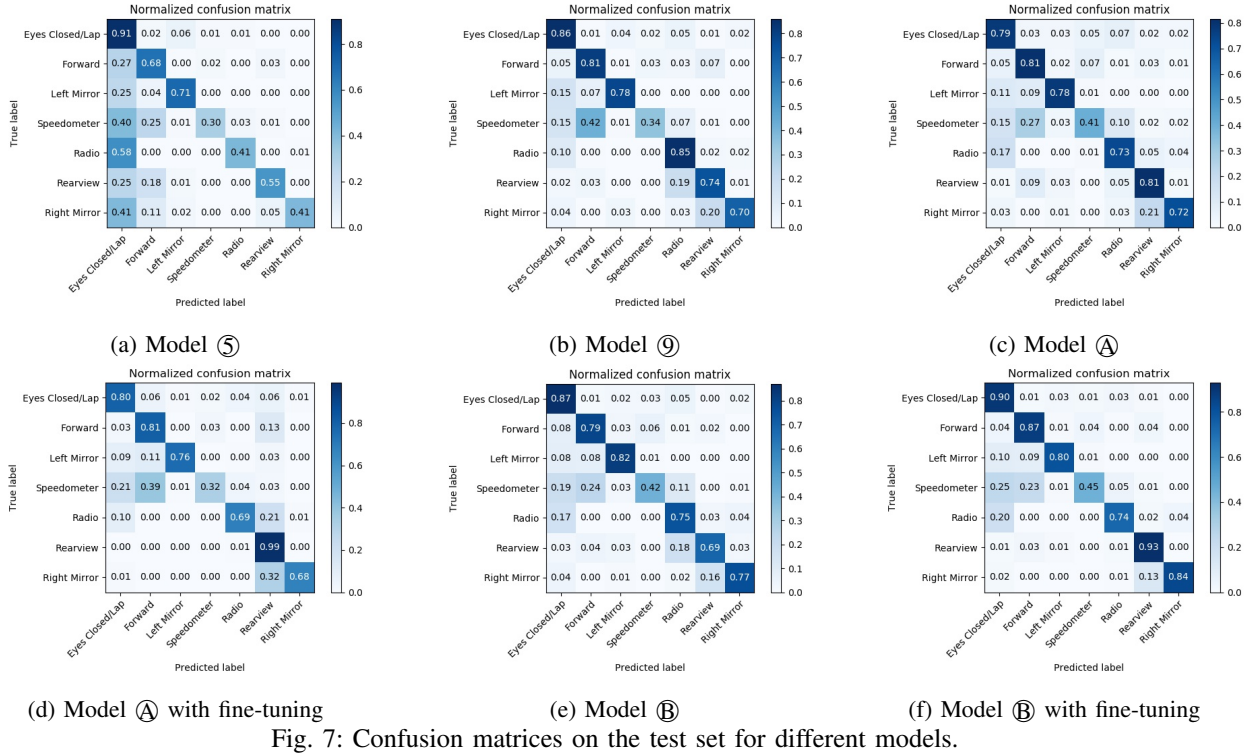 Normalized confusion matrix
True label
Eyes Closed/Lap 0.91 0.02 0.06 0.01 0.01 0.00 0.00
Forward 0.27 0.68 0.00 0.02 0.00 0.03 0.00
Left Mirror 0.25 0.04 0.71 0.00 0.00 0.00 0.00
Speedometer 0.40 0.25 0.01 0.30 0.03 0.01 0.00
Radio 0.58 0.00 0.00 0.00 0.41 0.00 0.01
Rearview 0.25 0.18 0.01 0.00 0.00 0.55 0.00
Right Mirror 0.41 0.11 0.02 0.00 0.00 0.05 0.41
Eyes Closed/Lap Forward Left Mirror Speedometer Radio Rearview Right Mirror
Predicted label
0.8
0.6
0.4
0.2
0.0
(a) Model ⑤
Normalized confusion matrix
True label
Eyes Closed/Lap 0.86 0.01 0.04 0.02 0.05 0.01 0.02
Forward 0.05 0.81 0.01 0.03 0.03 0.07 0.00
Left Mirror 0.15 0.07 0.78 0.00 0.00 0.00 0.00
Speedometer 0.15 0.42 0.01 0.34 0.07 0.01 0.00
Radio 0.10 0.00 0.00 0.01 0.85 0.02 0.02
Rearview 0.02 0.03 0.01 0.00 0.19 0.74 0.01
Right Mirror 0.04 0.00 0.03 0.00 0.03 0.20 0.70
Eyes Closed/Lap Forward Left Mirror Speedometer Radio Rearview Right Mirror
Predicted label
0.8
0.7
0.6
0.5
0.4
0.3
0.2
0.1
0.0
(b) Model ⑨
Normalized confusion matrix
True label
Eyes Closed/Lap 0.79 0.03 0.03 0.05 0.07 0.02 0.02
Forward 0.05 0.81 0.02 0.07 0.01 0.03 0.01
Left Mirror 0.11 0.09 0.78 0.01 0.00 0.00 0.01
Speedometer 0.15 0.27 0.03 0.41 0.10 0.02 0.02
Radio 0.17 0.00 0.00 0.01 0.73 0.05 0.04
Rearview 0.01 0.09 0.03 0.00 0.05 0.81 0.01
Right Mirror 0.03 0.00 0.01 0.00 0.03 0.21 0.72
Eyes Closed/Lap Forward Left Mirror Speedometer Radio Rearview Right Mirror
Predicted label
0.8
0.7
0.6
0.5
0.4
0.3
0.2
0.1
0.0
(c) Model Ⓐ
Normalized confusion matrix
True label
Eyes Closed/Lap 0.80 0.06 0.01 0.02 0.04 0.06 0.01
Forward 0.03 0.81 0.00 0.03 0.00 0.13 0.00
Left Mirror 0.09 0.11 0.76 0.00 0.00 0.03 0.00
Speedometer 0.21 0.39 0.01 0.32 0.04 0.03 0.00
Radio 0.10 0.00 0.00 0.00 0.69 0.21 0.01
Rearview 0.00 0.00 0.00 0.00 0.01 0.99 0.00
Right Mirror 0.01 0.00 0.00 0.00 0.00 0.32 0.68
Eyes Closed/Lap Forward Left Mirror Speedometer Radio Rearview Right Mirror
Predicted label
0.8
0.6
0.4
0.2
0.0
(d) Model Ⓐ with fine-tuning
Normalized confusion matrix
True label
Eyes Closed/Lap 0.87 0.01 0.02 0.03 0.05 0.00 0.02
Forward 0.08 0.79 0.03 0.06 0.01 0.02 0.00
Left Mirror 0.08 0.08 0.82 0.01 0.00 0.00 0.00
Speedometer 0.19 0.24 0.03 0.42 0.11 0.00 0.01
Radio 0.17 0.00 0.00 0.00 0.75 0.03 0.04
Rearview 0.03 0.04 0.03 0.00 0.18 0.69 0.03
Right Mirror 0.04 0.00 0.01 0.00 0.02 0.16 0.77
Eyes Closed/Lap Forward Left Mirror Speedometer Radio Rearview Right Mirror
Predicted label
0.8
0.7
0.6
0.5
0.4
0.3
0.2
0.1
0.0
(e) Model Ⓑ
Normalized confusion matrix
True label
Eyes Closed/Lap 0.90 0.01 0.03 0.01 0.03 0.01 0.01
Forward 0.04 0.87 0.01 0.04 0.00 0.04 0.00
Left Mirror 0.10 0.09 0.80 0.01 0.00 0.00 0.00
Speedometer 0.25 0.23 0.01 0.45 0.05 0.01 0.00
Radio 0.20 0.00 0.00 0.00 0.74 0.02 0.04
Rearview 0.01 0.03 0.01 0.00 0.02 0.93 0.00
Right Mirror 0.02 0.00 0.00 0.00 0.01 0.13 0.84
Eyes Closed/Lap Forward Left Mirror Speedometer Radio Rearview Right Mirror
Predicted label
0.8
0.6
0.4
0.2
0.0
(f) Model Ⓑ with fine-tuning
Fig. 7: Confusion matrices on the test set for different models.